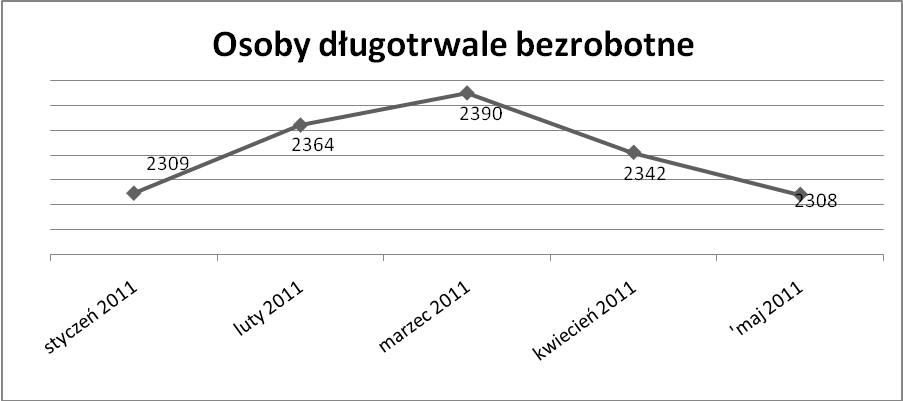 Osoby długotrwale bezrobotne
2390
2364
2309
2342
2308
styczeń 2011
luty 2011
marzec 2011
kwiecień 2011
'maj 2011